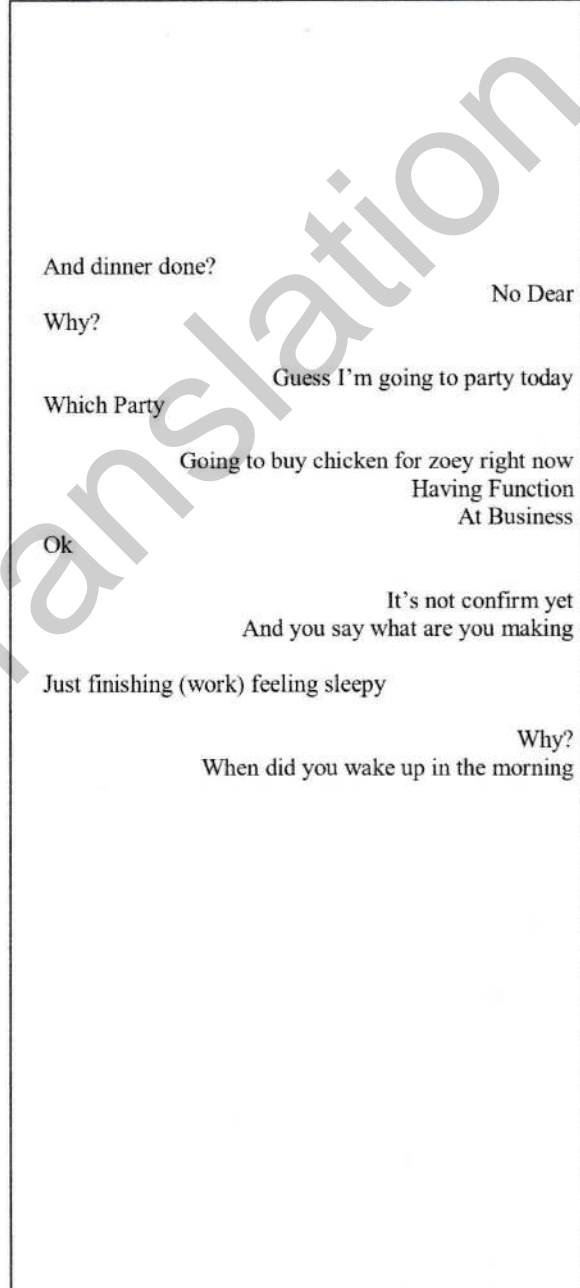 And dinner done?
No Dear
Why?
Guess I’m going to party today
Which Party
Going to buy chicken for zoey right now
Having Function
At Business
Ok
It’s not confirm yet
And you say what are you making
Just finishing (work) feeling sleepy
Why?
When did you wake up in the morning
anslation